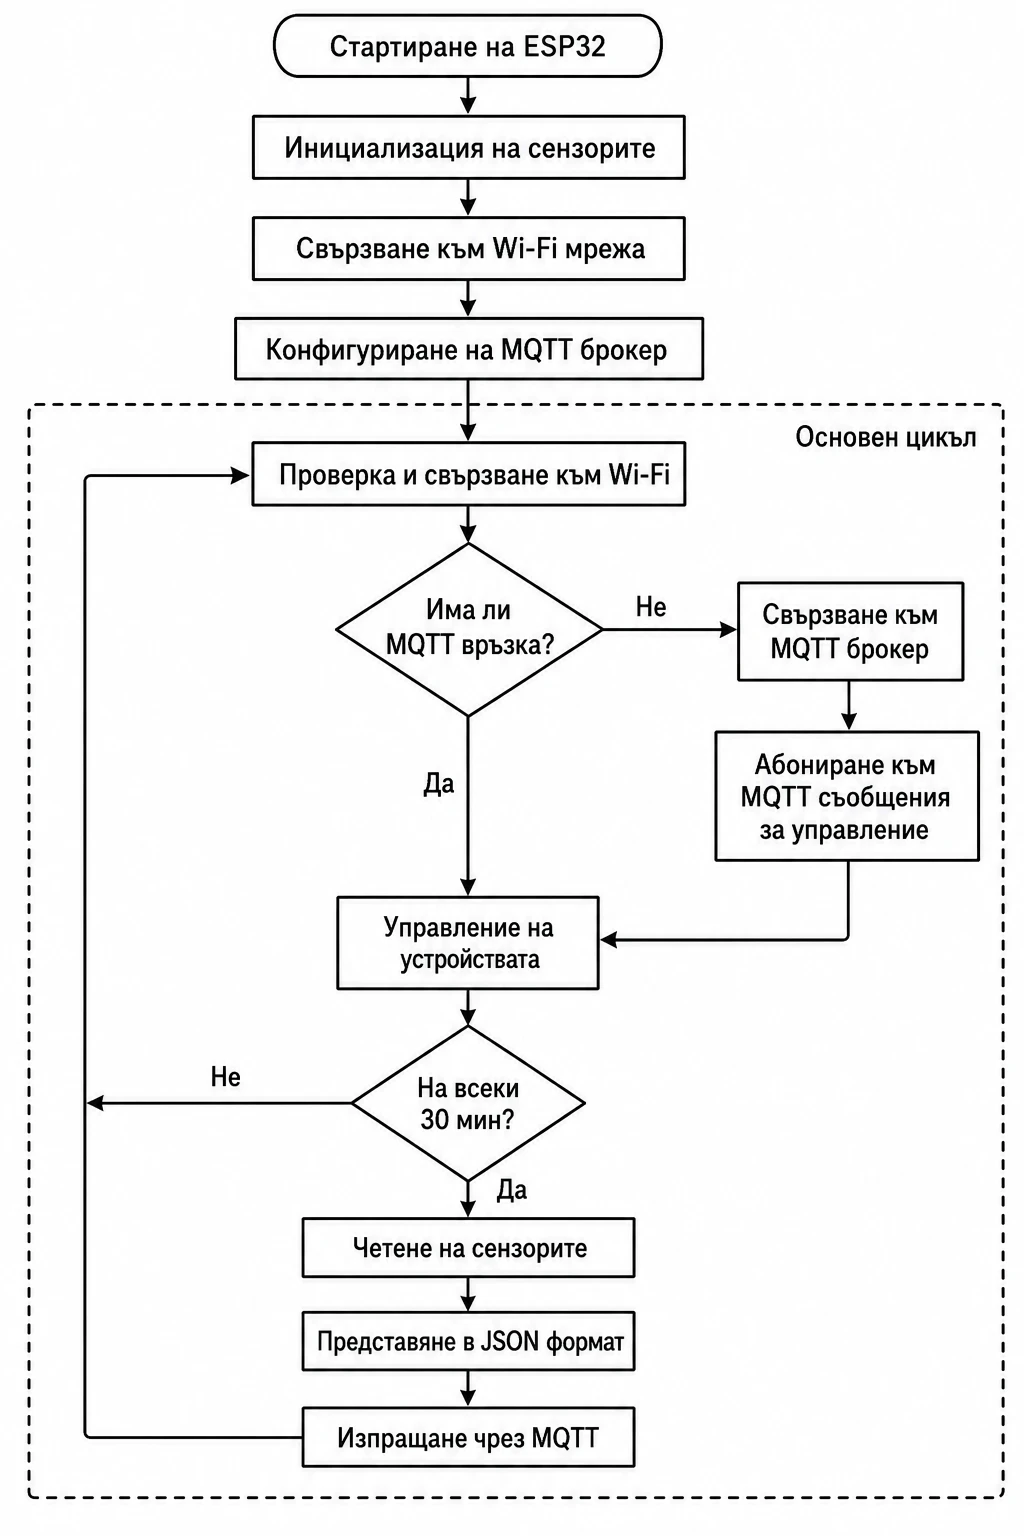 Стартиране на ESP32
Инициализация на сензорите
Свързване към Wi-Fi мрежа
Конфигуриране на MQTT брокер
Основен цикъл
Проверка и свързване към Wi-Fi
Има ли
MQTT връзка?
Не
Свързване към
MQTT брокер
Абониране към
MQTT съобщения
за управление
Да
Управление на
устройствата
На всеки
30 мин?
Не
Да
Четене на сензорите
Представяне в JSON формат
Изпращане чрез MQTT